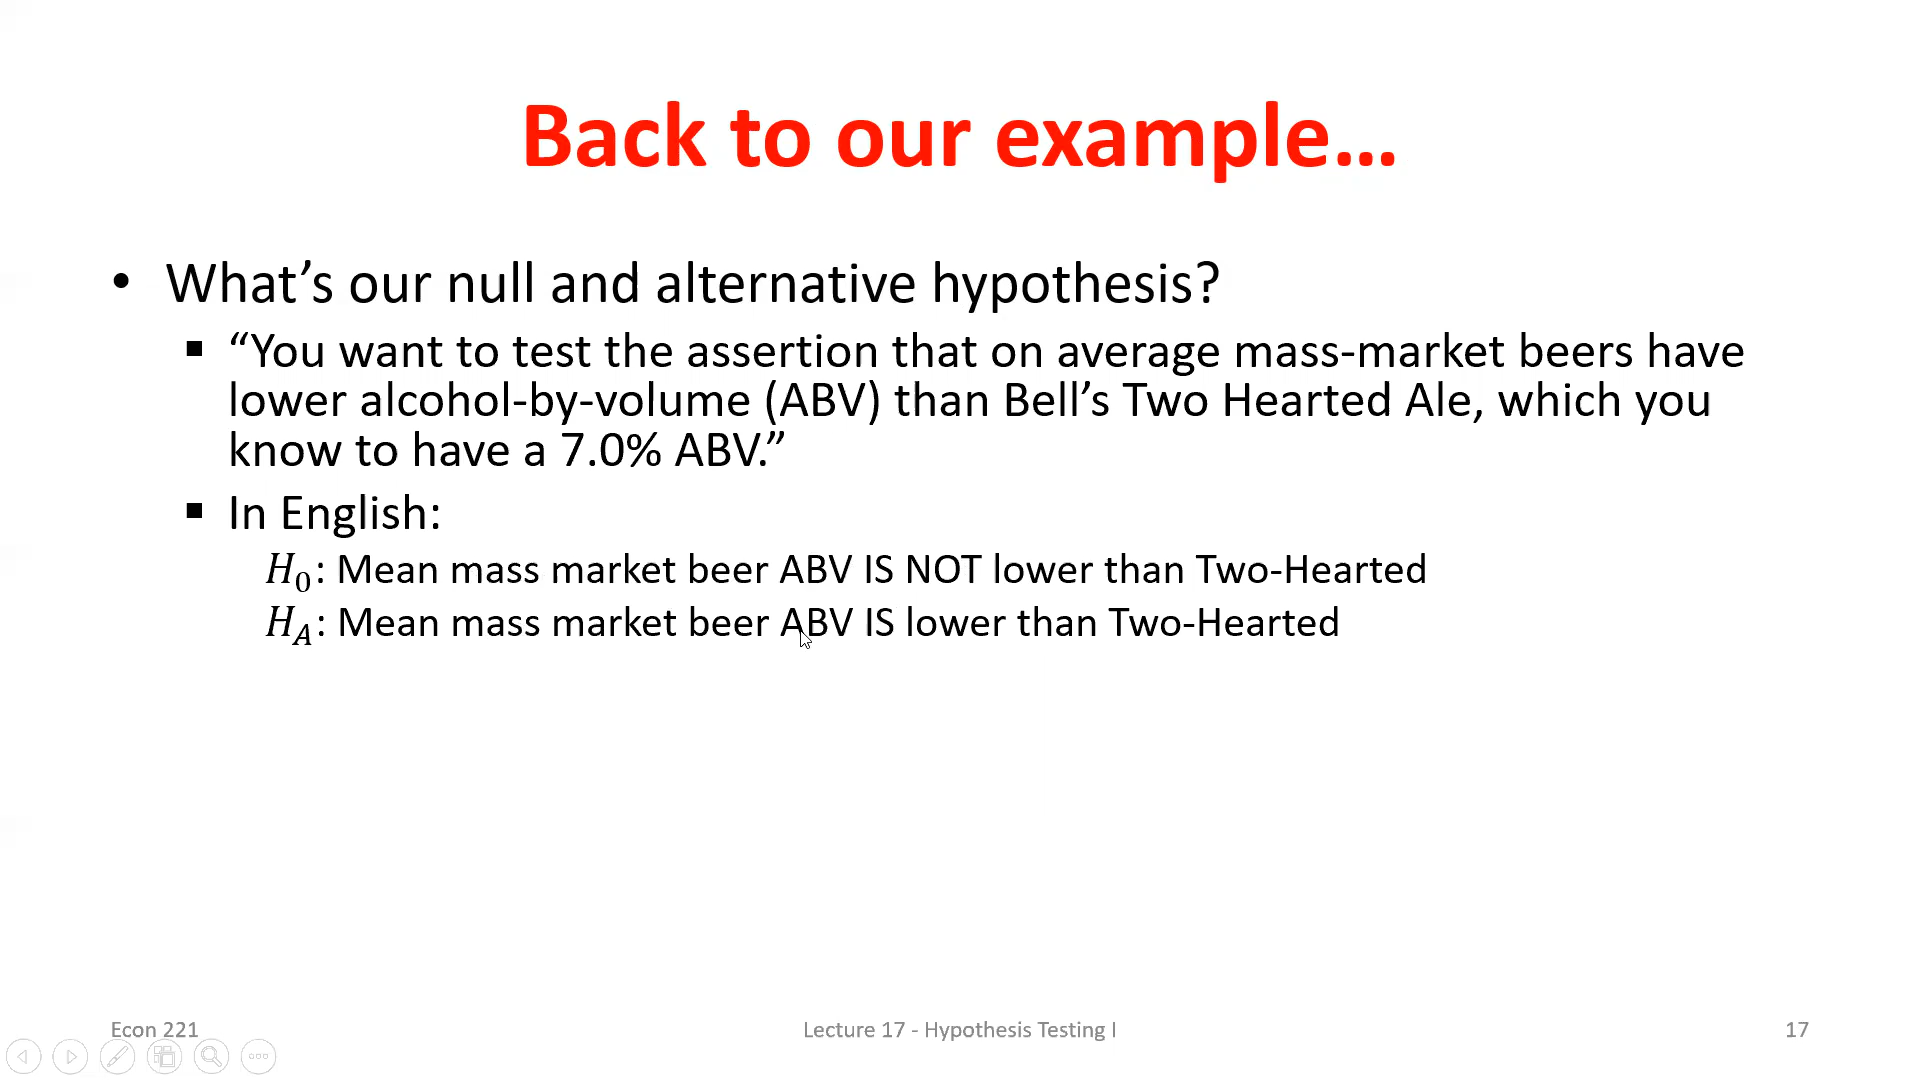 Back to our example…
• What’s our null and alternative hypothesis?
▪ “You want to test the assertion that on average mass-market beers have
lower alcohol-by-volume (ABV) than Bell’s Two Hearted Ale, which you
know to have a 7.0% ABV.”
▪ In English:
H₀: Mean mass market beer ABV IS NOT lower than Two-Hearted
H_A: Mean mass market beer ABV IS lower than Two-Hearted
Econ 221
Lecture 17 - Hypothesis Testing I
17